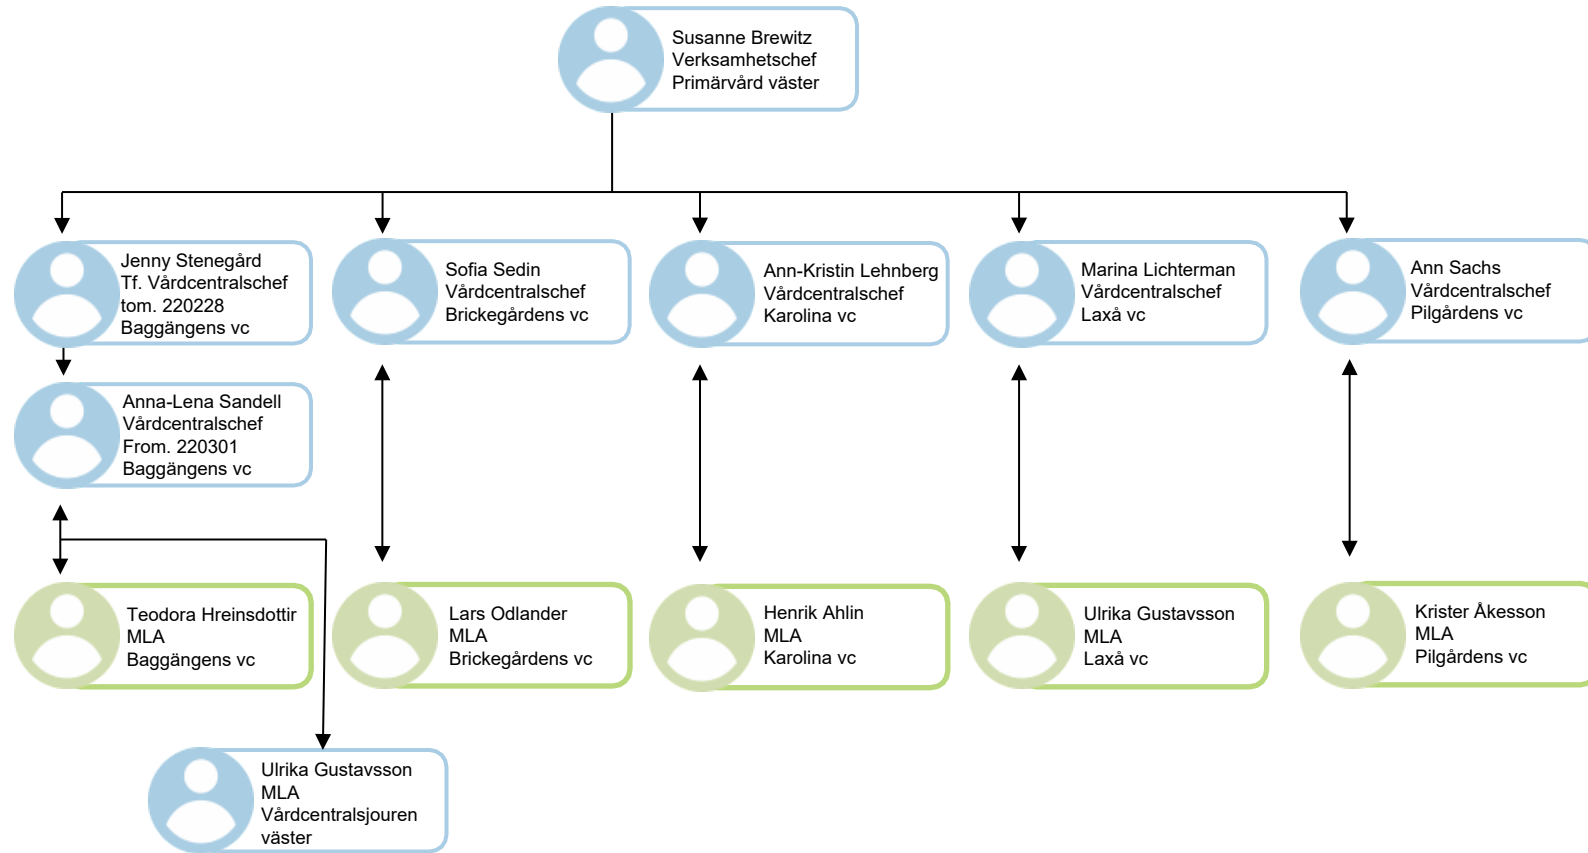 Susanne Brewitz
Verksamhetschef
Primärvård väster
Jenny Stenegård
Tf. Vårdcentralschef
tom. 220228
Baggängens vc
Sofia Sedin
Vårdcentralschef
Brickegårdens vc
Ann-Kristin Lehnberg
Vårdcentralschef
Karolina vc
Marina Lichterman
Vårdcentralschef
Laxå vc
Ann Sachs
Vårdcentralschef
Pilgårdens vc
Anna-Lena Sandell
Vårdcentralschef
From. 220301
Baggängens vc
Teodora Hreinsdottir
MLA
Baggängens vc
Lars Odlander
MLA
Brickegårdens vc
Henrik Ahlin
MLA
Karolina vc
Ulrika Gustavsson
MLA
Laxå vc
Krister Åkesson
MLA
Pilgårdens vc
Ulrika Gustavsson
MLA
Vårdcentralsjouren
väster